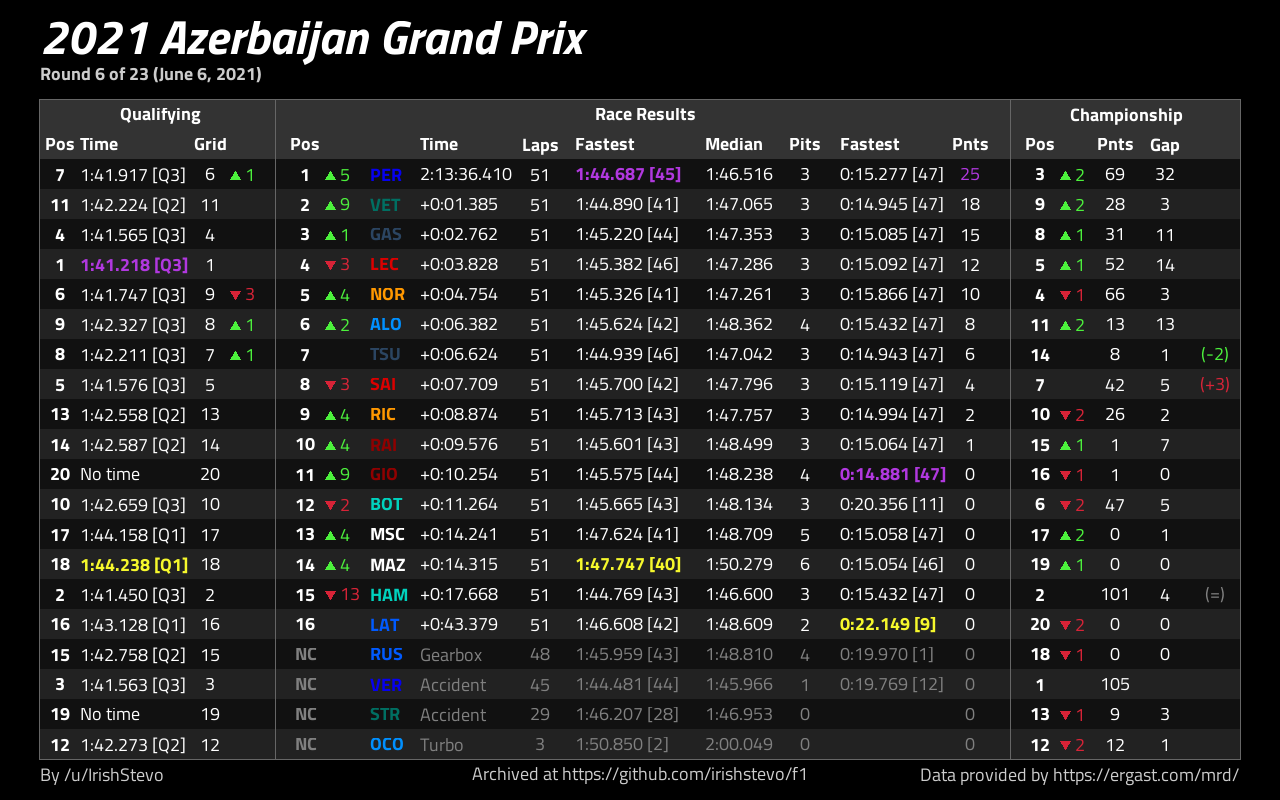 2021 Azerbaijan Grand Prix
Round 6 of 23 (June 6, 2021)
Qualifying Race Results Championship
Pos Time Grid Pos Time Laps Fastest Median Pits Fastest Pnts Pos Pnts Gap
7 1:41.917 [Q3] 6 ▲ 1 1 ▲ 5 PER 2:13:36.410 51 1:44.687 [45] 1:46.516 3 0:15.277 [47] 25 3 ▲ 2 69 32
11 1:42.224 [Q2] 11 2 ▲ 9 VET +0:01.385 51 1:44.890 [41] 1:47.065 3 0:14.945 [47] 18 9 ▲ 2 28 3
4 1:41.565 [Q3] 4 3 ▲ 1 GAS +0:02.762 51 1:45.220 [44] 1:47.353 3 0:15.085 [47] 15 8 ▲ 1 31 11
1 1:41.218 [Q3] 1 4 ▼ 3 LEC +0:03.828 51 1:45.382 [46] 1:47.286 3 0:15.092 [47] 12 5 ▲ 1 52 14
6 1:41.747 [Q3] 9 ▼ 3 5 ▲ 4 NOR +0:04.754 51 1:45.326 [41] 1:47.261 3 0:15.866 [47] 10 4 ▼ 1 66 3
9 1:42.327 [Q3] 8 ▲ 1 6 ▲ 2 ALO +0:06.382 51 1:45.624 [42] 1:48.362 4 0:15.432 [47] 8 11 ▲ 2 13 13
8 1:42.211 [Q3] 7 ▲ 1 7 TSU +0:06.624 51 1:44.939 [46] 1:47.042 3 0:14.943 [47] 6 14 8 1 (-2)
5 1:41.576 [Q3] 5 8 ▼ 3 SAI +0:07.709 51 1:45.700 [42] 1:47.796 3 0:15.119 [47] 4 7 42 5 (+3)
13 1:42.558 [Q2] 13 9 ▲ 4 RIC +0:08.874 51 1:45.713 [43] 1:47.757 3 0:14.994 [47] 2 10 ▼ 2 26 2
14 1:42.587 [Q2] 14 10 ▲ 4 RAI +0:09.576 51 1:45.601 [43] 1:48.499 3 0:15.064 [47] 1 15 ▲ 1 1 7
20 No time 20 11 ▲ 9 GIO +0:10.254 51 1:45.575 [44] 1:48.238 4 0:14.881 [47] 0 16 ▼ 1 1 0
10 1:42.659 [Q3] 10 12 ▼ 2 BOT +0:11.264 51 1:45.665 [43] 1:48.134 3 0:20.356 [11] 0 6 ▼ 2 47 5
17 1:44.158 [Q1] 17 13 ▲ 4 MSC +0:14.241 51 1:47.624 [41] 1:48.709 5 0:15.058 [47] 0 17 ▲ 2 0 1
18 1:44.238 [Q1] 18 14 ▲ 4 MAZ +0:14.315 51 1:47.747 [40] 1:50.279 6 0:15.054 [46] 0 19 ▲ 1 0 0
2 1:41.450 [Q3] 2 15 ▼ 13 HAM +0:17.668 51 1:44.769 [43] 1:46.600 3 0:15.432 [47] 0 2 101 4 (=)
16 1:43.128 [Q1] 16 16 LAT +0:43.379 51 1:46.608 [42] 1:48.609 2 0:22.149 [9] 0 20 ▼ 2 0 0
15 1:42.758 [Q2] 15 NC RUS Gearbox 48 1:45.959 [43] 1:48.810 4 0:19.970 [1] 0 18 ▼ 1 0 0
3 1:41.563 [Q3] 3 NC VER Accident 45 1:44.481 [44] 1:45.966 1 0:19.769 [12] 0 1 105
19 No time 19 NC STR Accident 29 1:46.207 [28] 1:46.953 0 0 13 ▼ 1 9 3
12 1:42.273 [Q2] 12 NC OCO Turbo 3 1:50.850 [2] 2:00.049 0 0 12 ▼ 2 12 1
By /u/IrishStevo Archived at https://github.com/irishstevo/f1 Data provided by https://ergast.com/mrd/